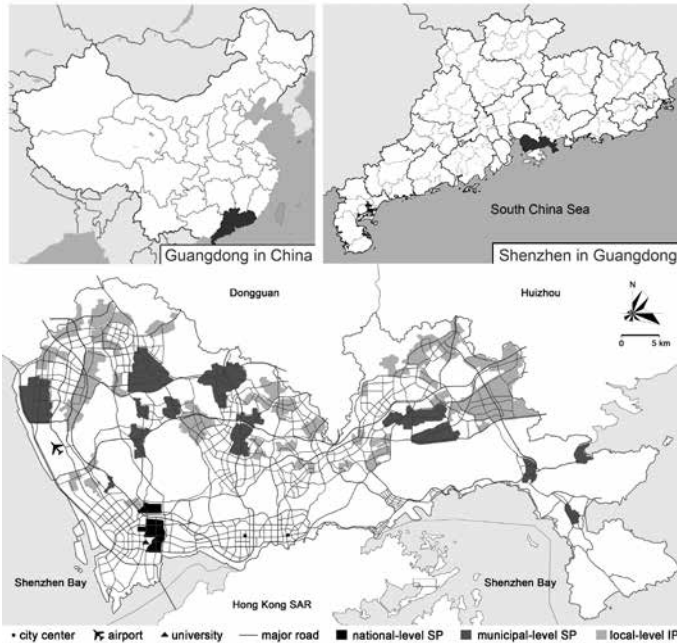 South China Sea
Guangdong in China
Shenzhen in Guangdong
Dongguan
Huizhou
N
0 5 km
Shenzhen Bay
Hong Kong SAR
Shenzhen Bay
city center airport university major road national-level SP municipal-level SP local-level IP